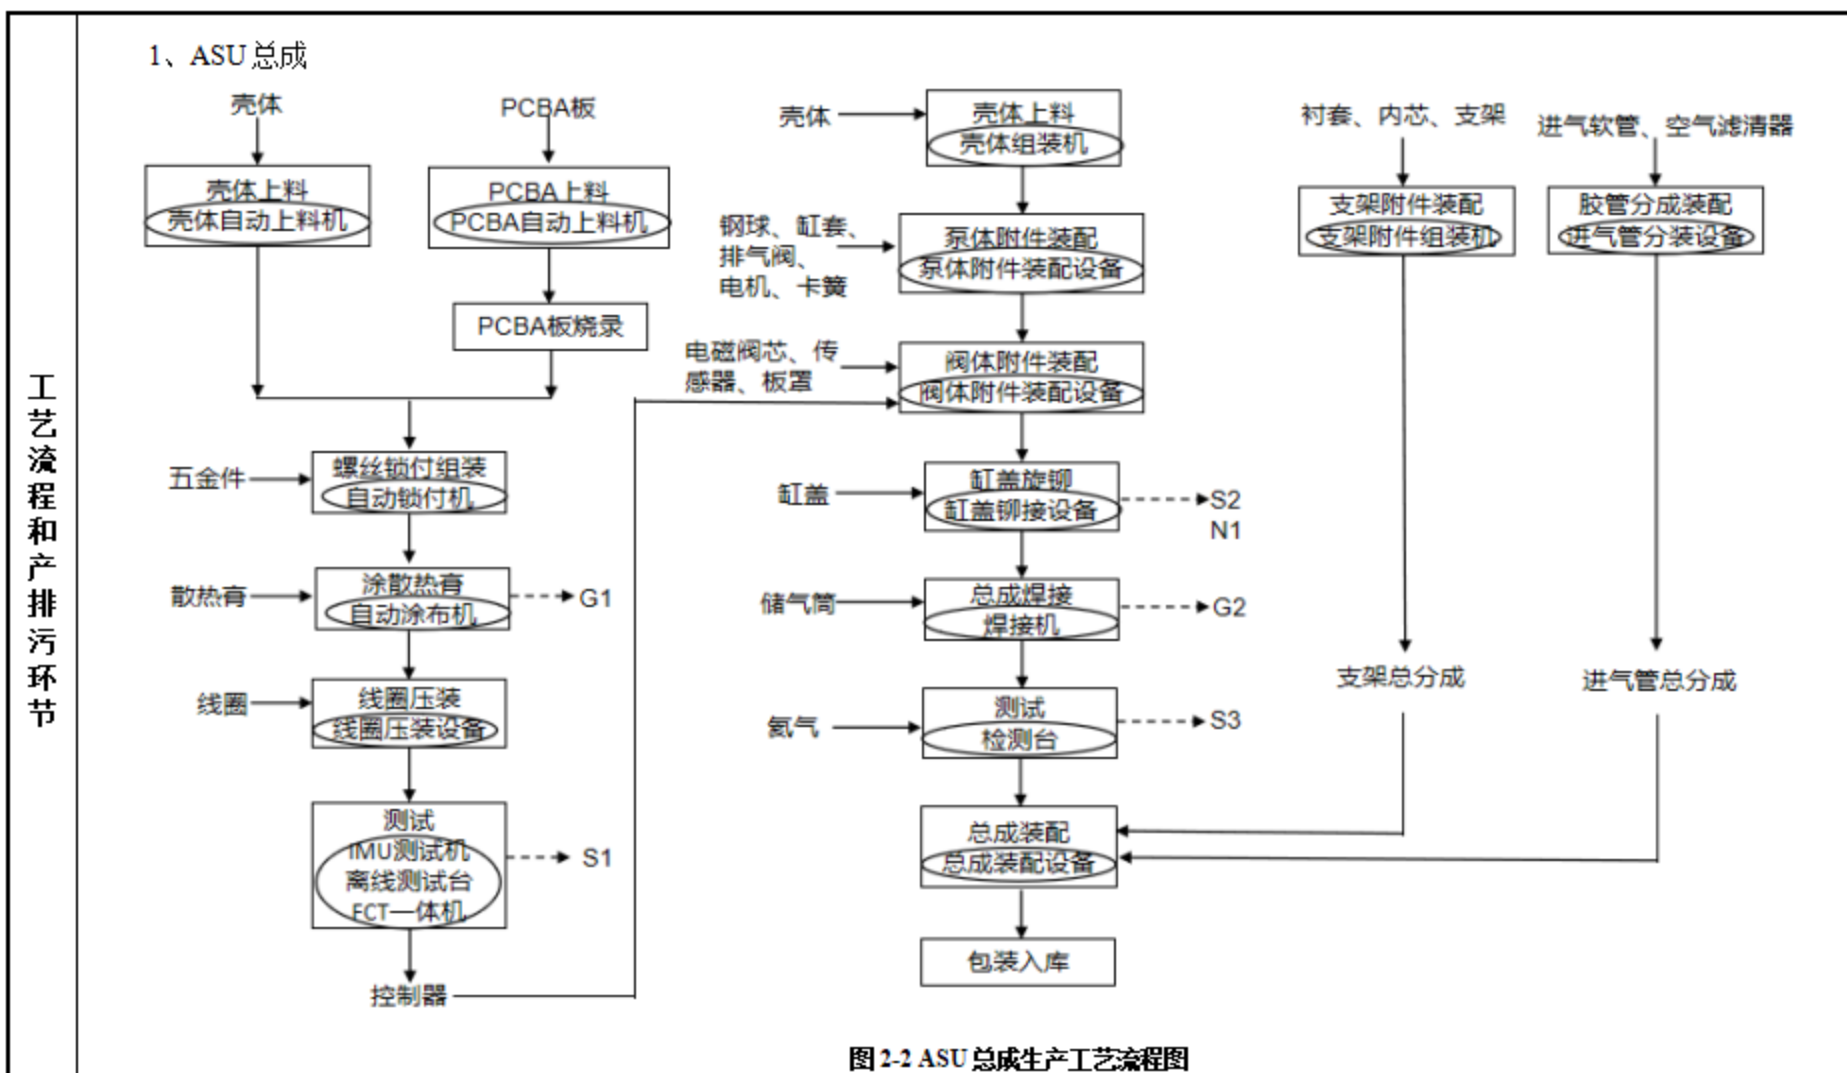 工艺流程和产排污环节
1、ASU 总成
壳体
壳体上料
壳体自动上料机
PCBA板
PCBA上料
PCBA自动上料机
PCBA板烧录
五金件
螺丝锁付组装
自动锁付机
散热膏
涂散热膏
自动涂布机
G1
线圈
线圈压装
线圈压装设备
测试
IMU测试机
离线测试台
FCT一体机
S1
控制器
壳体
壳体上料
壳体组装机
钢球、缸套、
排气阀、
电机、卡簧
泵体附件装配
泵体附件装配设备
电磁阀芯、传
感器、板罩
阀体附件装配
阀体附件装配设备
缸盖
缸盖旋铆
缸盖铆接设备
S2
N1
储气筒
总成焊接
焊接机
G2
氦气
测试
检测台
S3
总成装配
总成装配设备
包装入库
衬套、内芯、支架
支架附件装配
支架附件组装机
支架总分成
进气软管、空气滤清器
胶管分成装配
进气管分装设备
进气管总分成
图 2-2 ASU 总成生产工艺流程图